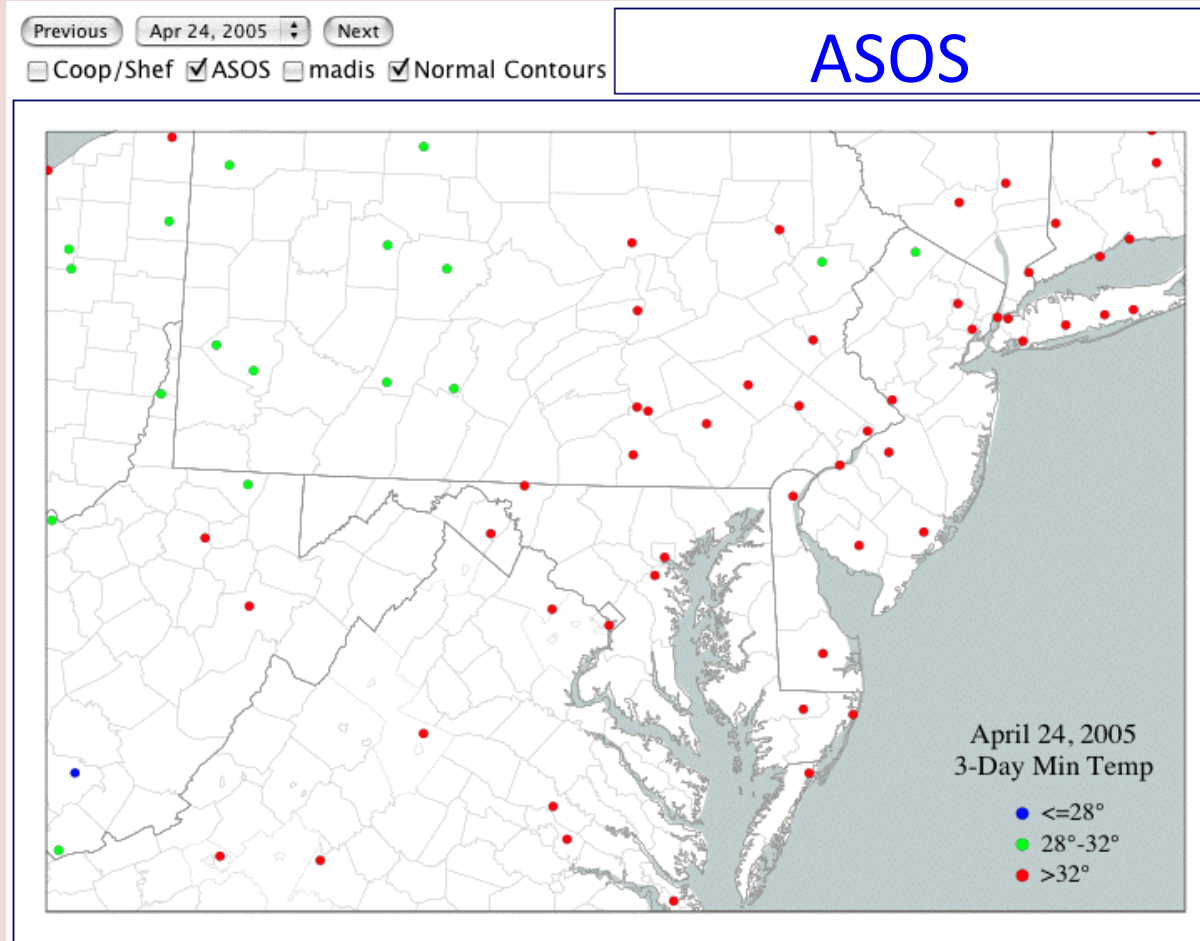 Previous Apr 24, 2005 Next
Coop/Shef ASOS madis Normal Contours
ASOS
April 24, 2005
3-Day Min Temp
<=28°
28°-32°
>32°